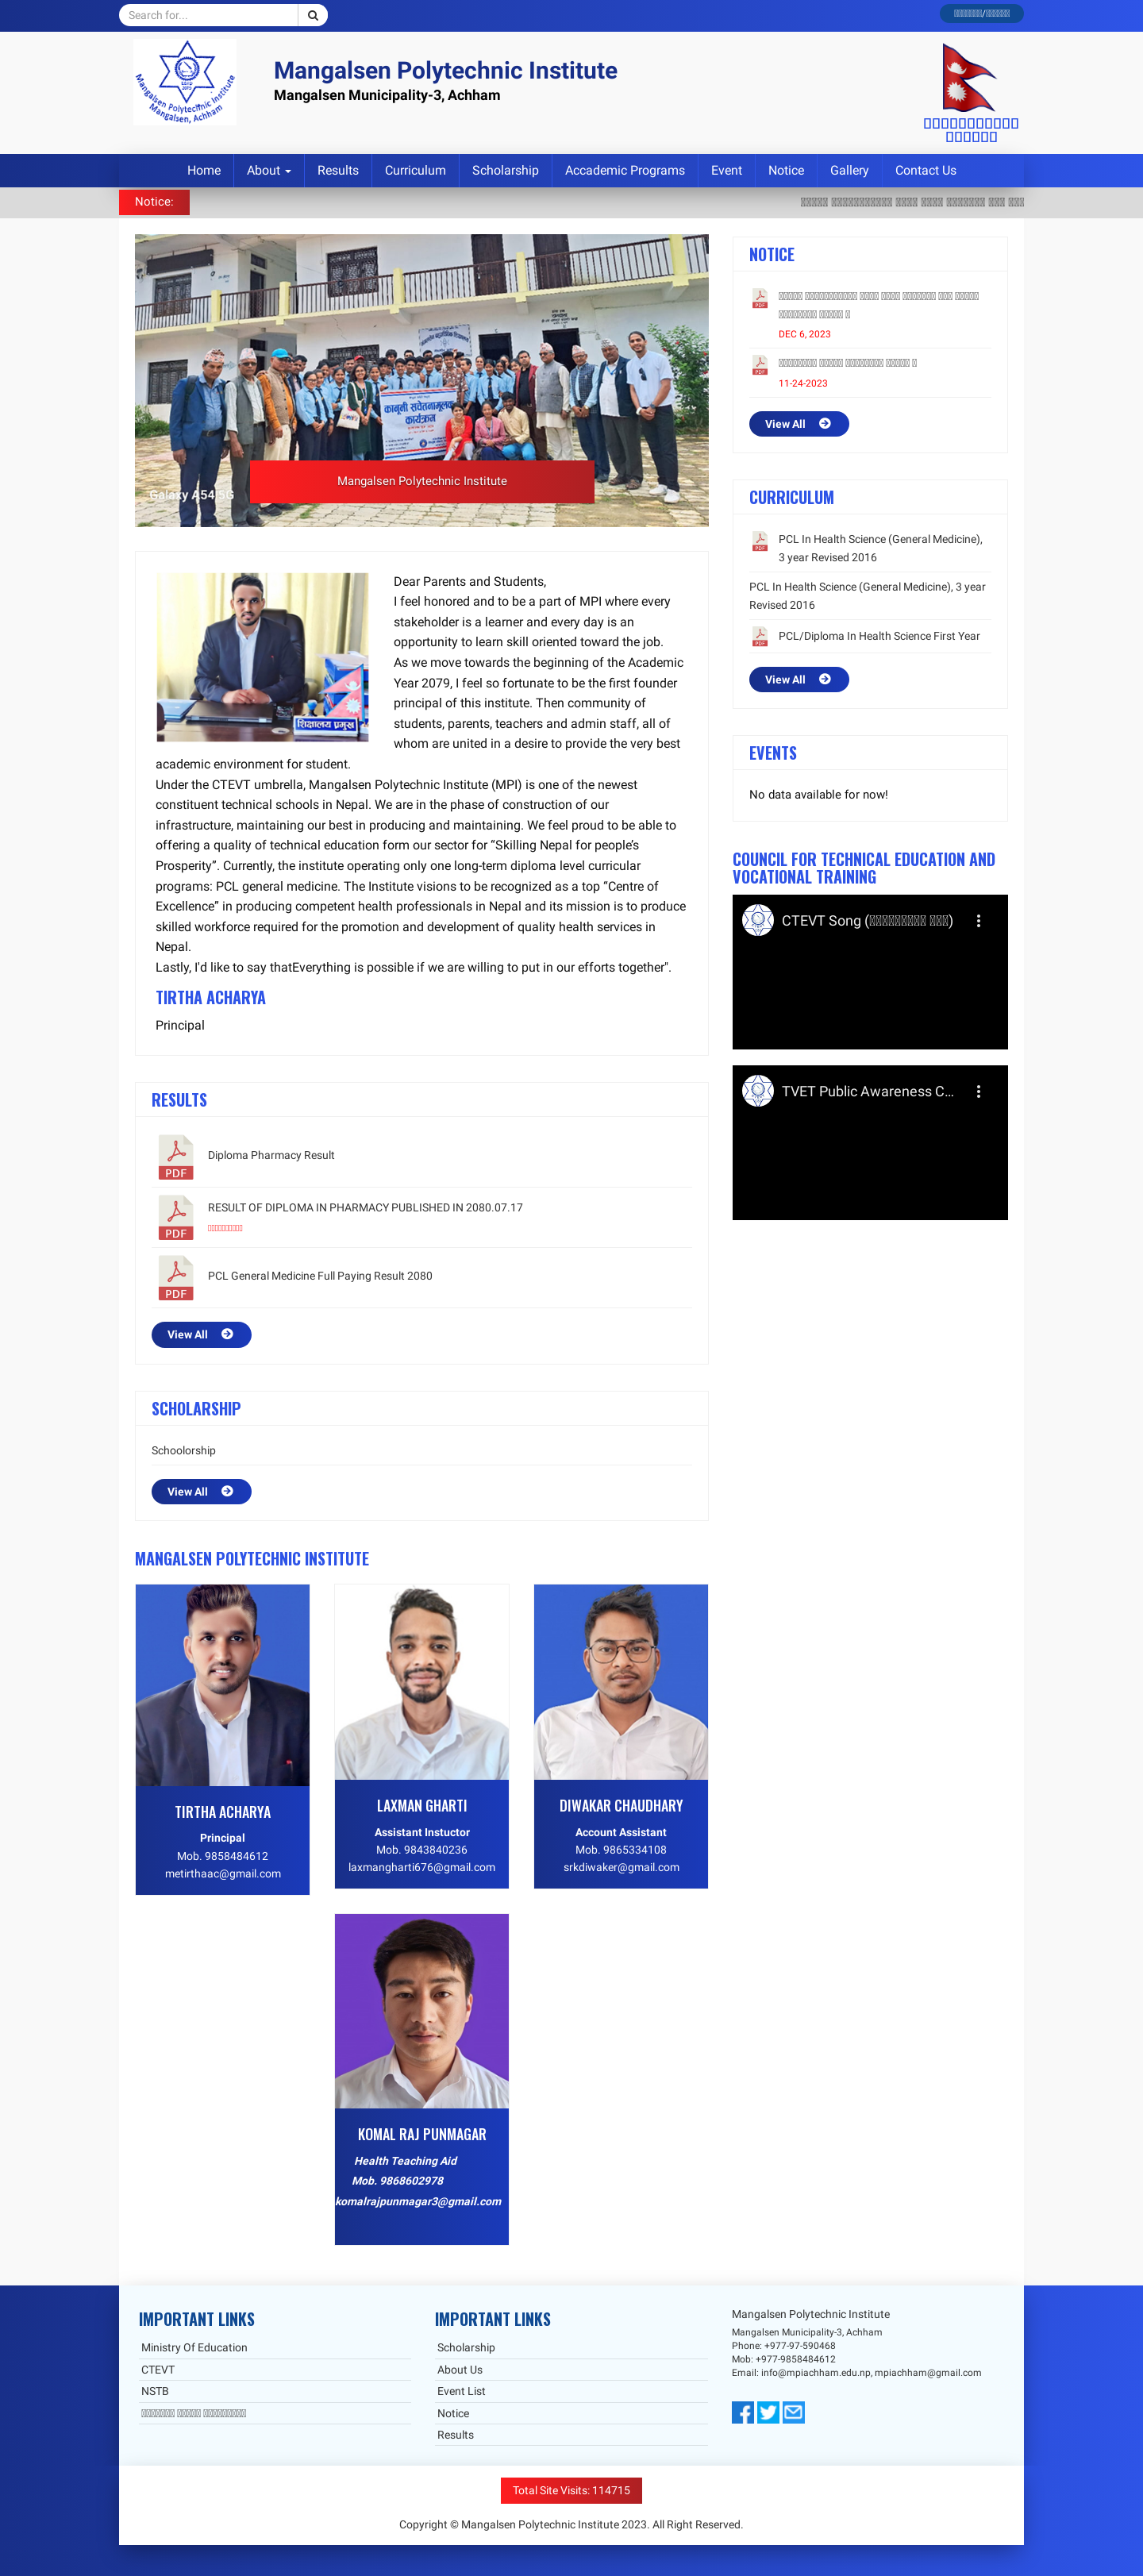 Search for...
Mangalsen Polytechnic Institute
Mangalsen Municipality-3, Achham
Mangalsen Polytechnic Institute
Mangalsen, Achham
Home
About
Results
Curriculum
Scholarship
Accademic Programs
Event
Notice
Gallery
Contact Us
Notice:
Galaxy A54 5G
कानूनी सचेतनामूलक
कार्यक्रम
Mangalsen Polytechnic Institute
Dear Parents and Students,
I feel honored and to be a part of MPI where every
stakeholder is a learner and every day is an
opportunity to learn skill oriented toward the job.
As we move towards the beginning of the Academic
Year 2079, I feel so fortunate to be the first founder
principal of this institute. Then community of
students, parents, teachers and admin staff, all of
whom are united in a desire to provide the very best
academic environment for student.
शिक्षालय प्रमुख
Under the CTEVT umbrella, Mangalsen Polytechnic Institute (MPI) is one of the newest
constituent technical schools in Nepal. We are in the phase of construction of our
infrastructure, maintaining our best in producing and maintaining. We feel proud to be able to
offering a quality of technical education form our sector for “Skilling Nepal for people’s
Prosperity”. Currently, the institute operating only one long-term diploma level curricular
programs: PCL general medicine. The Institute visions to be recognized as a top “Centre of
Excellence” in producing competent health professionals in Nepal and its mission is to produce
skilled workforce required for the promotion and development of quality health services in
Nepal.
Lastly, I'd like to say thatEverything is possible if we are willing to put in our efforts together".
TIRTHA ACHARYA
Principal
RESULTS
PDF
Diploma Pharmacy Result
PDF
RESULT OF DIPLOMA IN PHARMACY PUBLISHED IN 2080.07.17
PDF
PCL General Medicine Full Paying Result 2080
View All
SCHOLARSHIP
Schoolorship
View All
MANGALSEN POLYTECHNIC INSTITUTE
TIRTHA ACHARYA
Principal
Mob. 9858484612
metirthaac@gmail.com
LAXMAN GHARTI
Assistant Instuctor
Mob. 9843840236
laxmangharti676@gmail.com
DIWAKAR CHAUDHARY
Account Assistant
Mob. 9865334108
srkdiwaker@gmail.com
KOMAL RAJ PUNMAGAR
Health Teaching Aid
Mob. 9868602978
komalrajpunmagar3@gmail.com
NOTICE
PDF
DEC 6, 2023
PDF
11-24-2023
View All
CURRICULUM
PDF
PCL In Health Science (General Medicine),
3 year Revised 2016
PCL In Health Science (General Medicine), 3 year
Revised 2016
PDF
PCL/Diploma In Health Science First Year
View All
EVENTS
No data available for now!
COUNCIL FOR TECHNICAL EDUCATION AND
VOCATIONAL TRAINING
CTEVT Song (
TVET Public Awareness C...
IMPORTANT LINKS
Ministry Of Education
CTEVT
NSTB
IMPORTANT LINKS
Scholarship
About Us
Event List
Notice
Results
Mangalsen Polytechnic Institute
Mangalsen Municipality-3, Achham
Phone: +977-97-590468
Mob: +977-9858484612
Email: info@mpiachham.edu.np, mpiachham@gmail.com
Total Site Visits: 114715
Copyright © Mangalsen Polytechnic Institute 2023. All Right Reserved.